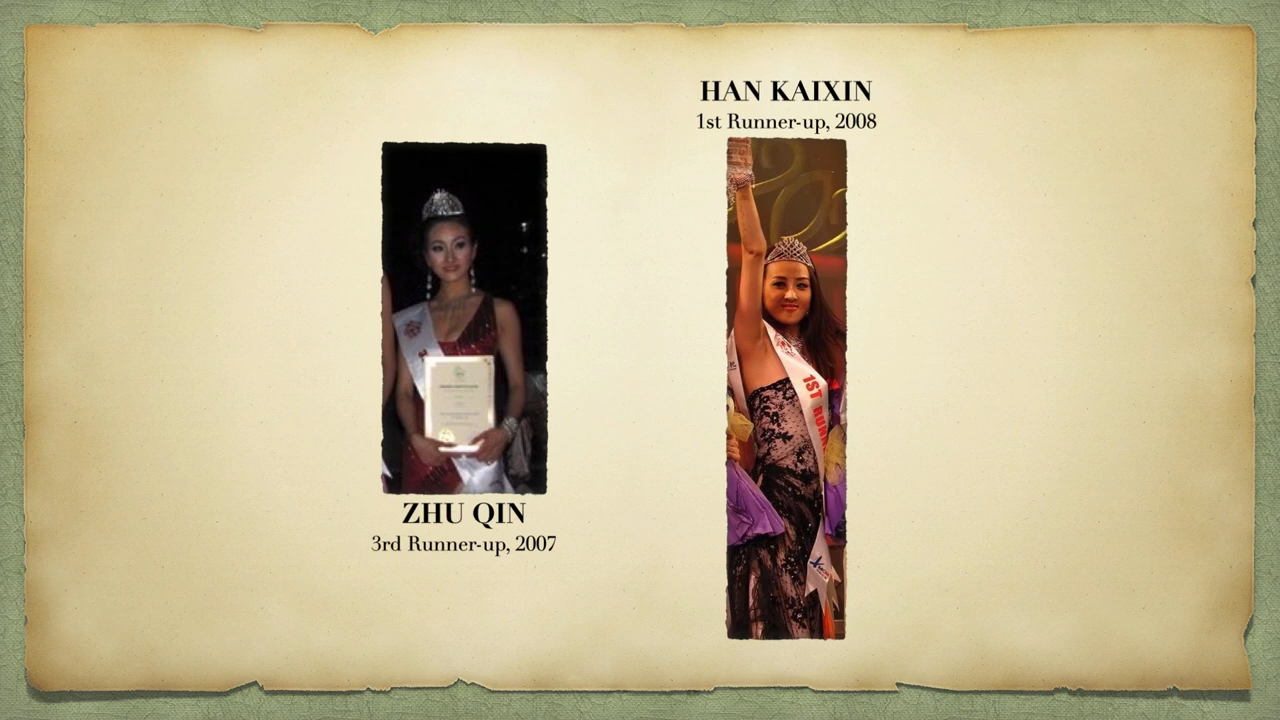 HAN KAIXIN
1st Runner-up, 2008
1ST RUNN
ZHU QIN
3rd Runner-up, 2007